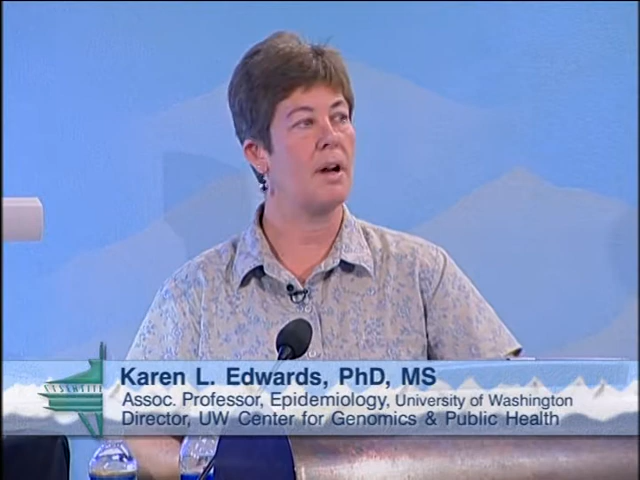 Karen L. Edwards, PhD, MS
Assoc. Professor, Epidemiology, University of Washington
Director, UW Center for Genomics & Public Health